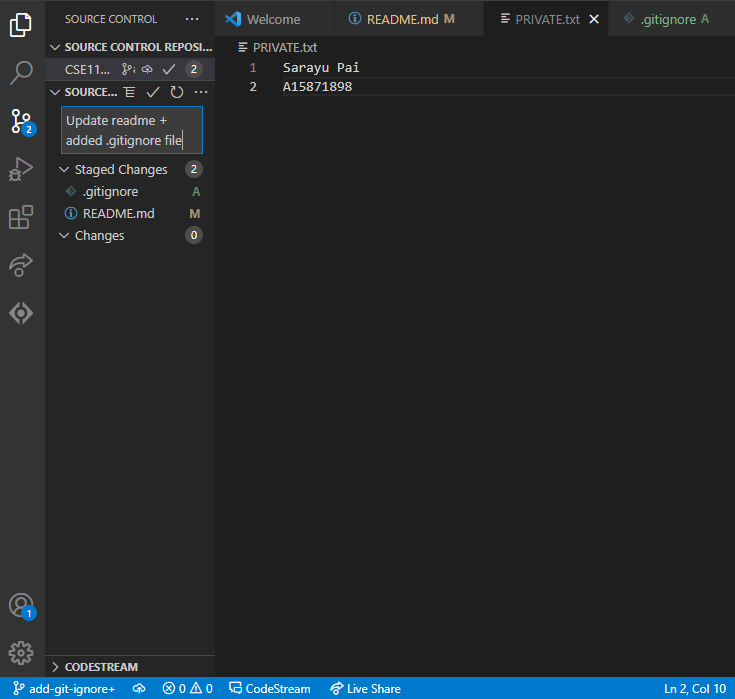 SOURCE CONTROL ...
SOURCE CONTROL REPOSI...
CSE11... 2
SOURCE... ...
Update readme +
added .gitignore file
Staged Changes 2
.gitignore A
README.md M
Changes 0
2
1
CODESTREAM
Welcome README.md M PRIVATE.txt .gitignore A
PRIVATE.txt
1 Sarayu Pai
2 A15871898
add-git-ignore+ 0 0 CodeStream Live Share Ln 2, Col 10